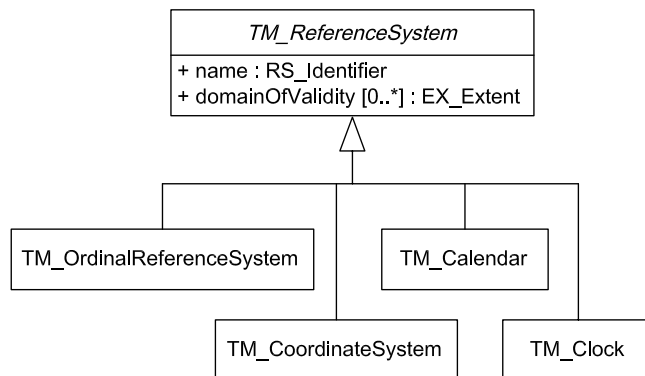 TM_ReferenceSystem
+ name : RS_Identifier
+ domainOfValidity [0..*] : EX_Extent
TM_OrdinalReferenceSystem
TM_Calendar
TM_CoordinateSystem
TM_Clock